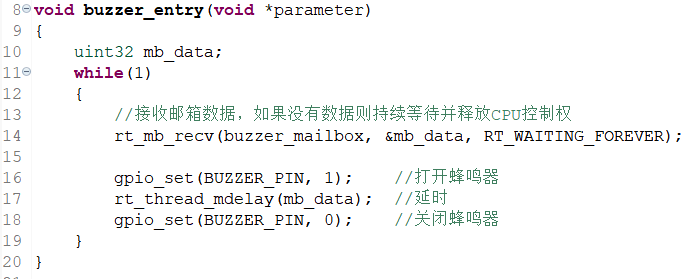 8 void buzzer_entry(void *parameter)
9 {
10     uint32 mb_data;
11     while(1)
12     {
13         //接收邮箱数据，如果没有数据则持续等待并释放CPU控制权
14         rt_mb_recv(buzzer_mailbox, &mb_data, RT_WAITING_FOREVER);
15
16         gpio_set(BUZZER_PIN, 1);    //打开蜂鸣器
17         rt_thread_mdelay(mb_data);  //延时
18         gpio_set(BUZZER_PIN, 0);    //关闭蜂鸣器
19     }
20 }